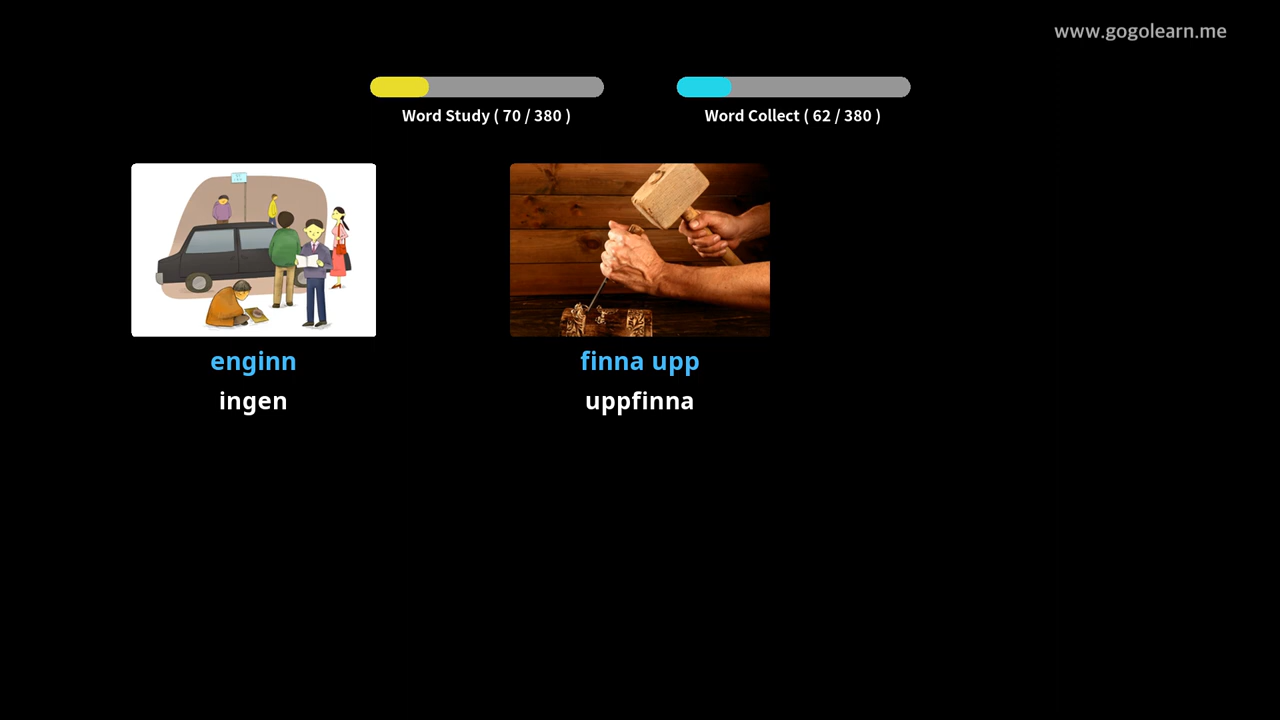 www.gogolearn.me
Word Study ( 70 / 380 )
Word Collect ( 62 / 380 )
enginn
ingen
finna upp
uppfinna